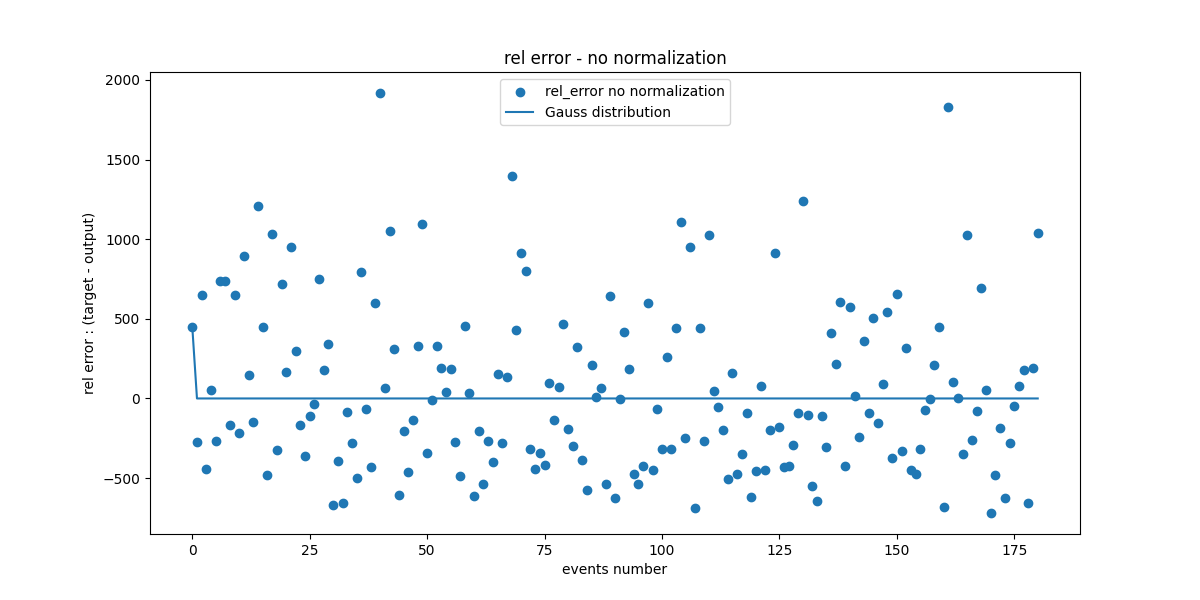 rel error - no normalization
rel_error no normalization
Gauss distribution
2000
1500
1000
500
0
−500
rel error : (target - output)
0 25 50 75 100 125 150 175
events number